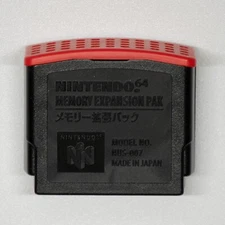 NINTENDO64
MEMORY EXPANSION PAK
メモリー拡張パック
NINTENDO64
MODEL NO.
NUS-007
MADE IN JAPAN